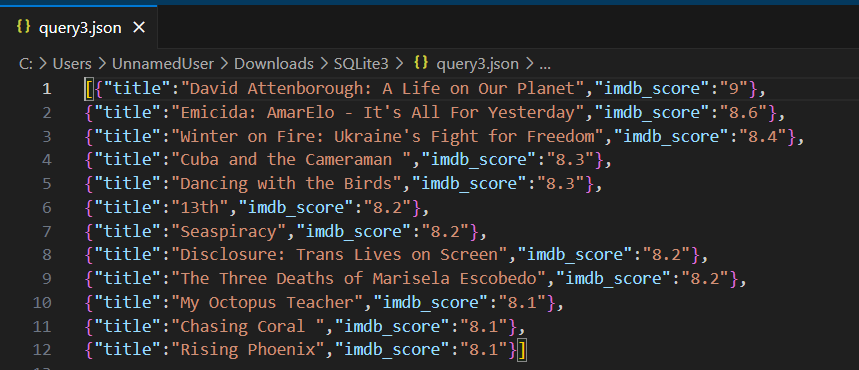 {} query3.json ×
C: > Users > UnnamedUser > Downloads > SQLite3 > {} query3.json > ...
1 [{"title":"David Attenborough: A Life on Our Planet","imdb_score":"9"},
2 {"title":"Emicida: AmarElo - It's All For Yesterday","imdb_score":"8.6"},
3 {"title":"Winter on Fire: Ukraine's Fight for Freedom","imdb_score":"8.4"},
4 {"title":"Cuba and the Cameraman ","imdb_score":"8.3"},
5 {"title":"Dancing with the Birds","imdb_score":"8.3"},
6 {"title":"13th","imdb_score":"8.2"},
7 {"title":"Seaspiracy","imdb_score":"8.2"},
8 {"title":"Disclosure: Trans Lives on Screen","imdb_score":"8.2"},
9 {"title":"The Three Deaths of Marisela Escobedo","imdb_score":"8.2"},
10 {"title":"My Octopus Teacher","imdb_score":"8.1"},
11 {"title":"Chasing Coral ","imdb_score":"8.1"},
12 {"title":"Rising Phoenix","imdb_score":"8.1"}]